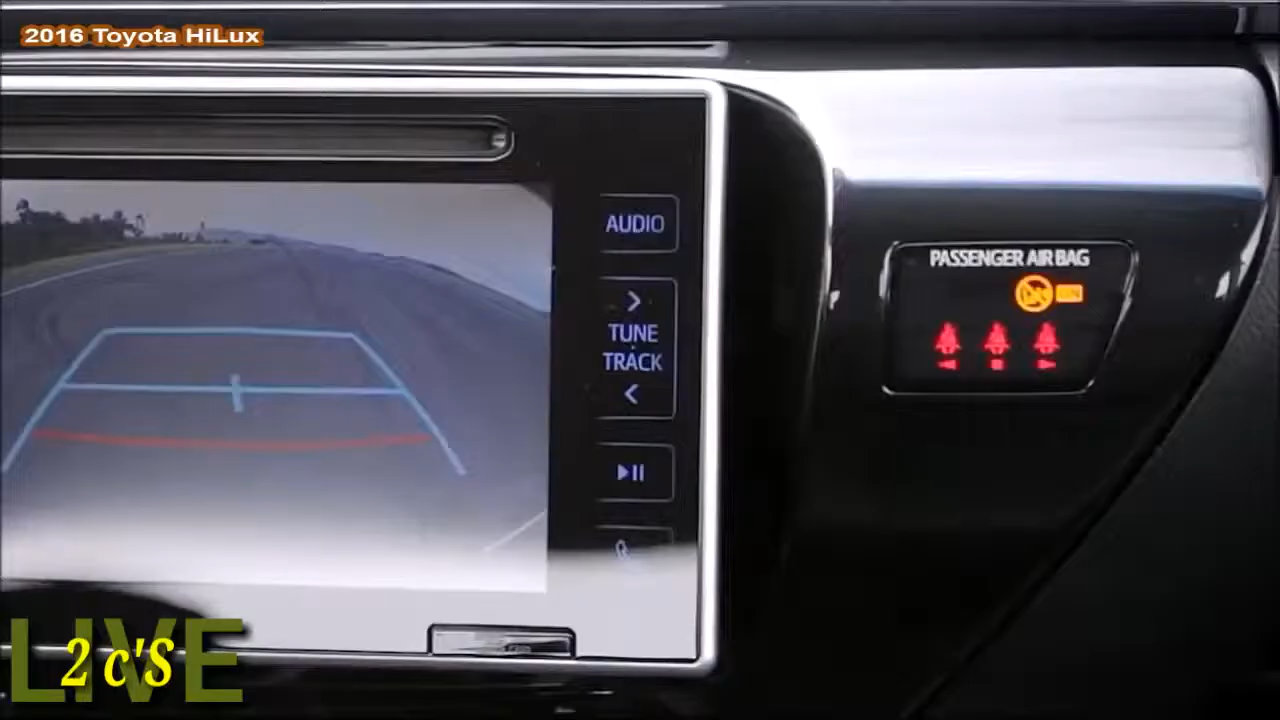 2016 Toyota HiLux
AUDIO
TUNE
TRACK
PASSENGER AIR BAG
LIVE
2 c'S